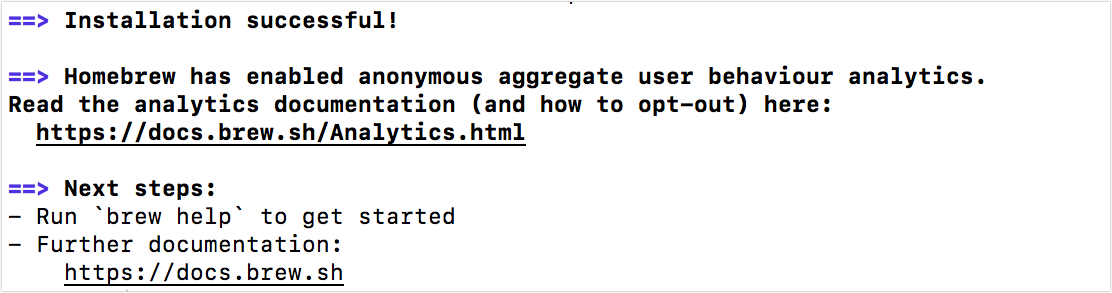 ==> Installation successful!
==> Homebrew has enabled anonymous aggregate user behaviour analytics.
Read the analytics documentation (and how to opt-out) here:
https://docs.brew.sh/Analytics.html
==> Next steps:
- Run `brew help` to get started
- Further documentation:
https://docs.brew.sh